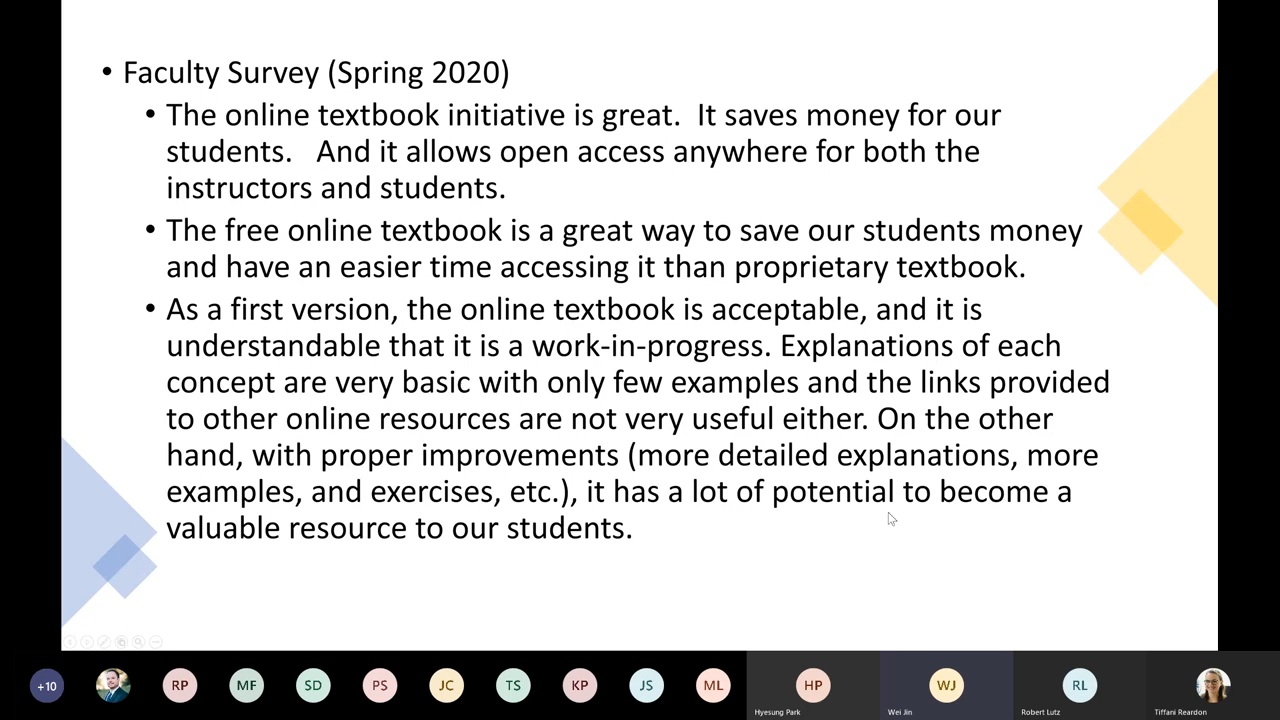 • Faculty Survey (Spring 2020)
• The online textbook initiative is great.  It saves money for our
students.   And it allows open access anywhere for both the
instructors and students.
• The free online textbook is a great way to save our students money
and have an easier time accessing it than proprietary textbook.
• As a first version, the online textbook is acceptable, and it is
understandable that it is a work-in-progress. Explanations of each
concept are very basic with only few examples and the links provided
to other online resources are not very useful either. On the other
hand, with proper improvements (more detailed explanations, more
examples, and exercises, etc.), it has a lot of potential to become a
valuable resource to our students.
+10 RP MF SD PS JC TS KP JS ML HP WJ RL
Hyesung Park Wei Jin Robert Lutz Tiffani Reardon